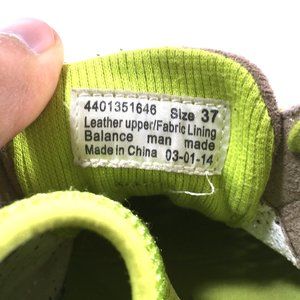 4401351646 Size 37
Leather upper/Fabric Lining
Balance man made
Made in China 03-01-14